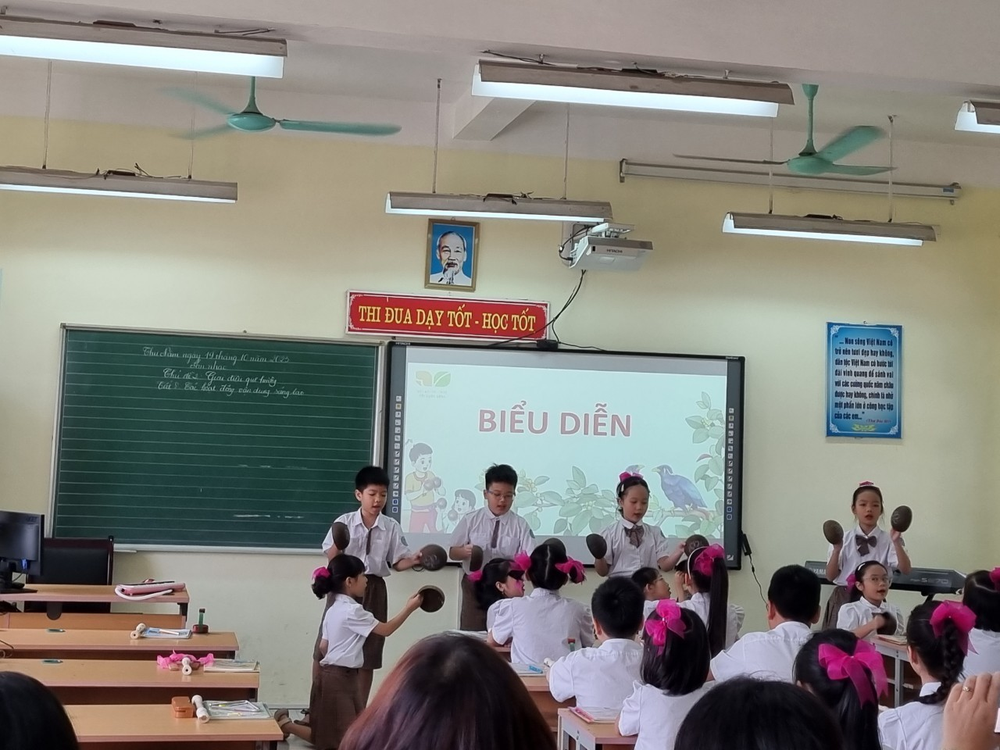 THI ĐUA DẠY TỐT - HỌC TỐT
Thứ năm ngày 19 tháng 10 năm 2023
Âm nhạc
Chủ đề 2: Giai điệu quê hương
Tiết 8: Các hoạt động vận dụng sáng tạo
BIỂU DIỄN
HITACHI
"... Non sông Việt Nam có
trở nên tươi đẹp hay không,
dân tộc Việt Nam có bước tới
đài vinh quang để sánh vai
với các cường quốc năm châu
được hay không, chính là nhờ
một phần lớn ở công học tập
của các em..."
YAMAHA